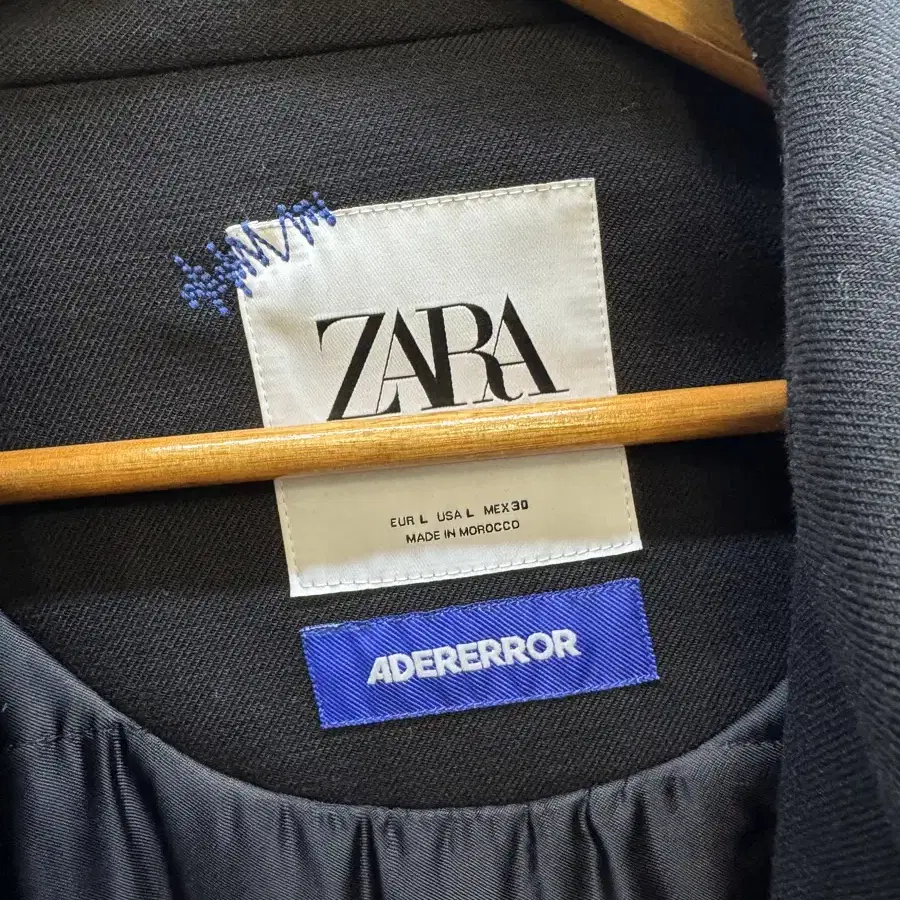 ZARA
EUR L USA L MEX 30
MADE IN MOROCCO
ADERERROR